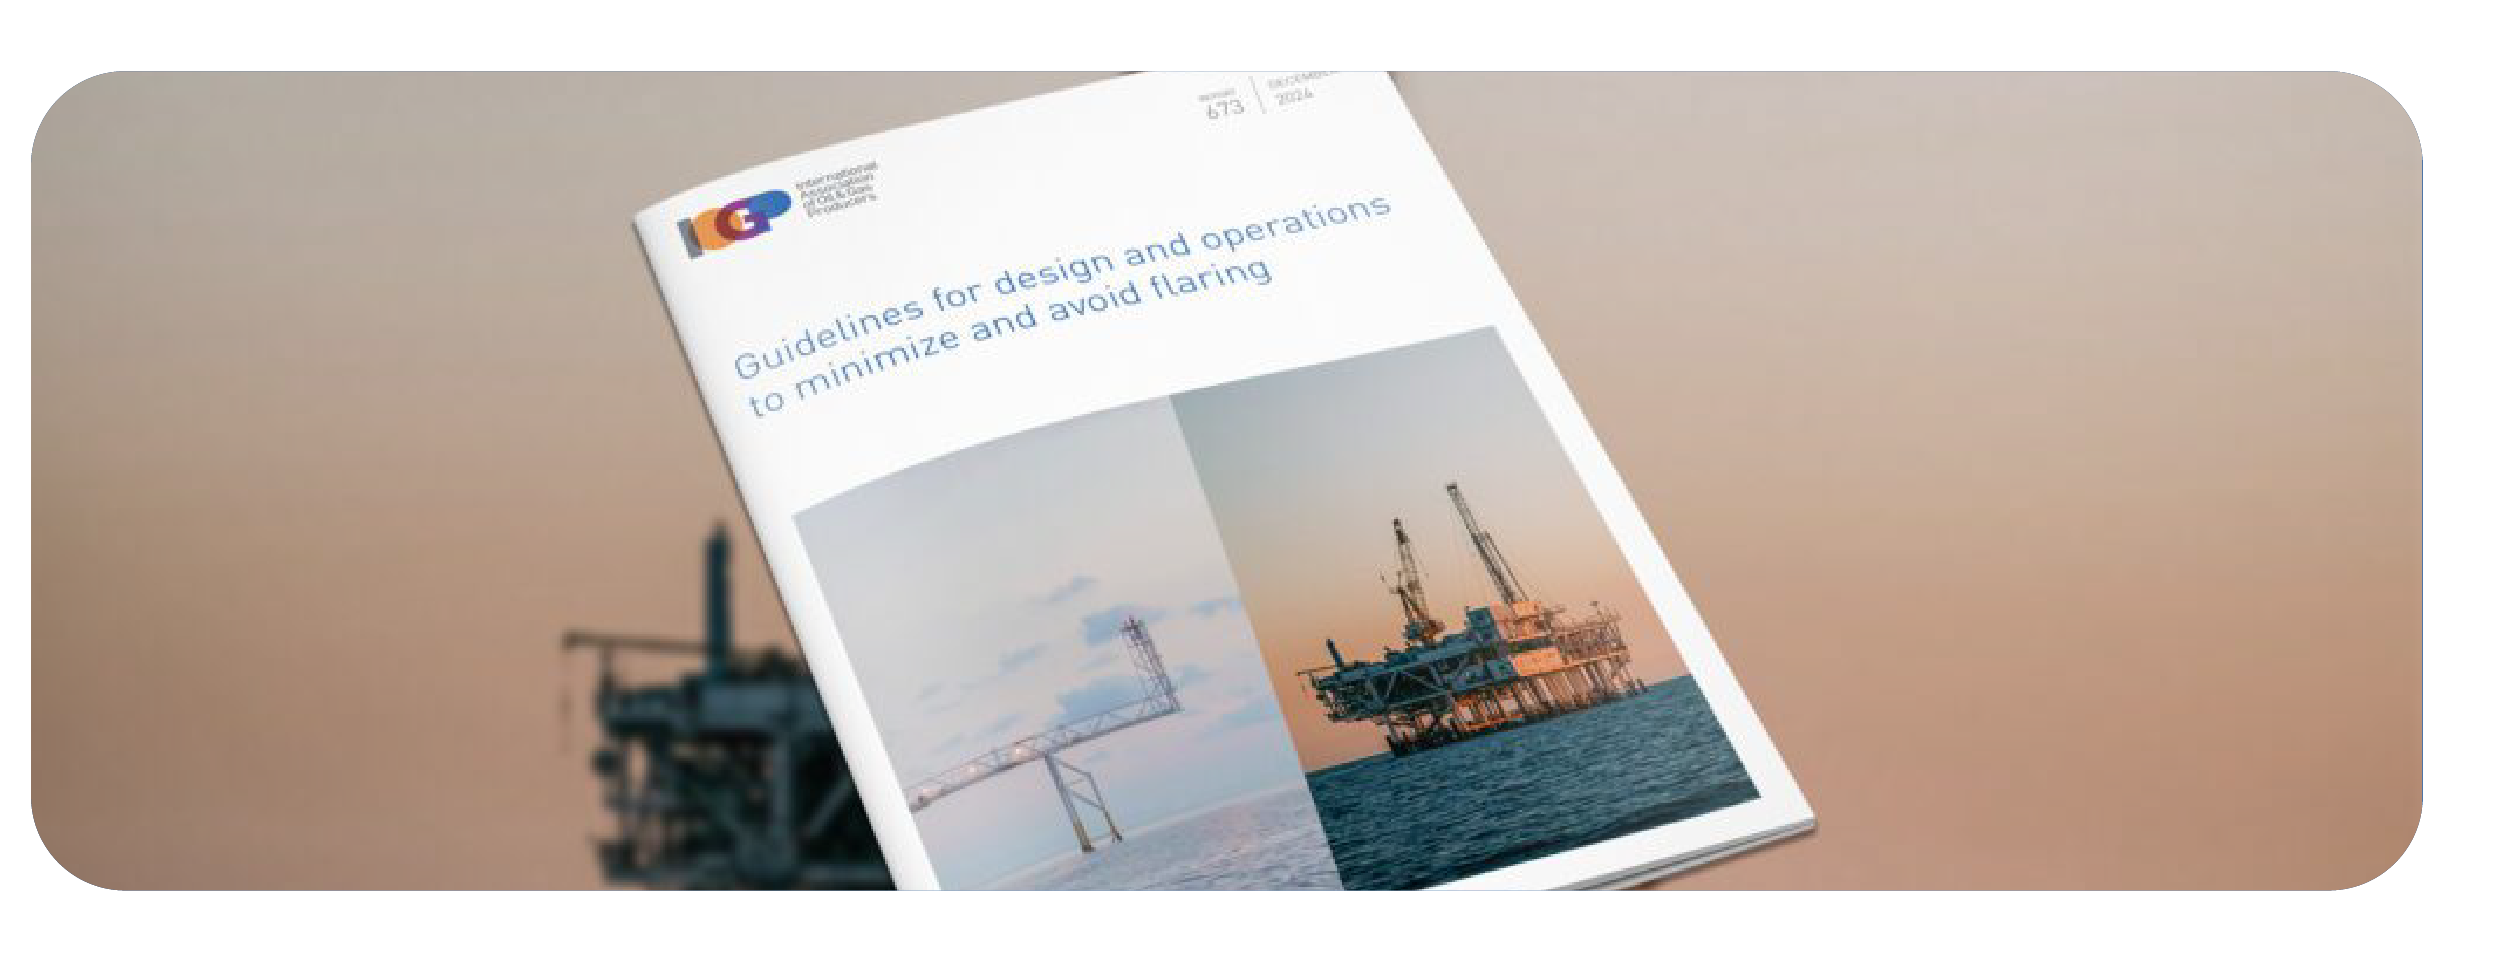 REPORT
673
DECEMBER
2024
IOGP
International
Association
of Oil & Gas
Producers
Guidelines for design and operations
to minimize and avoid flaring